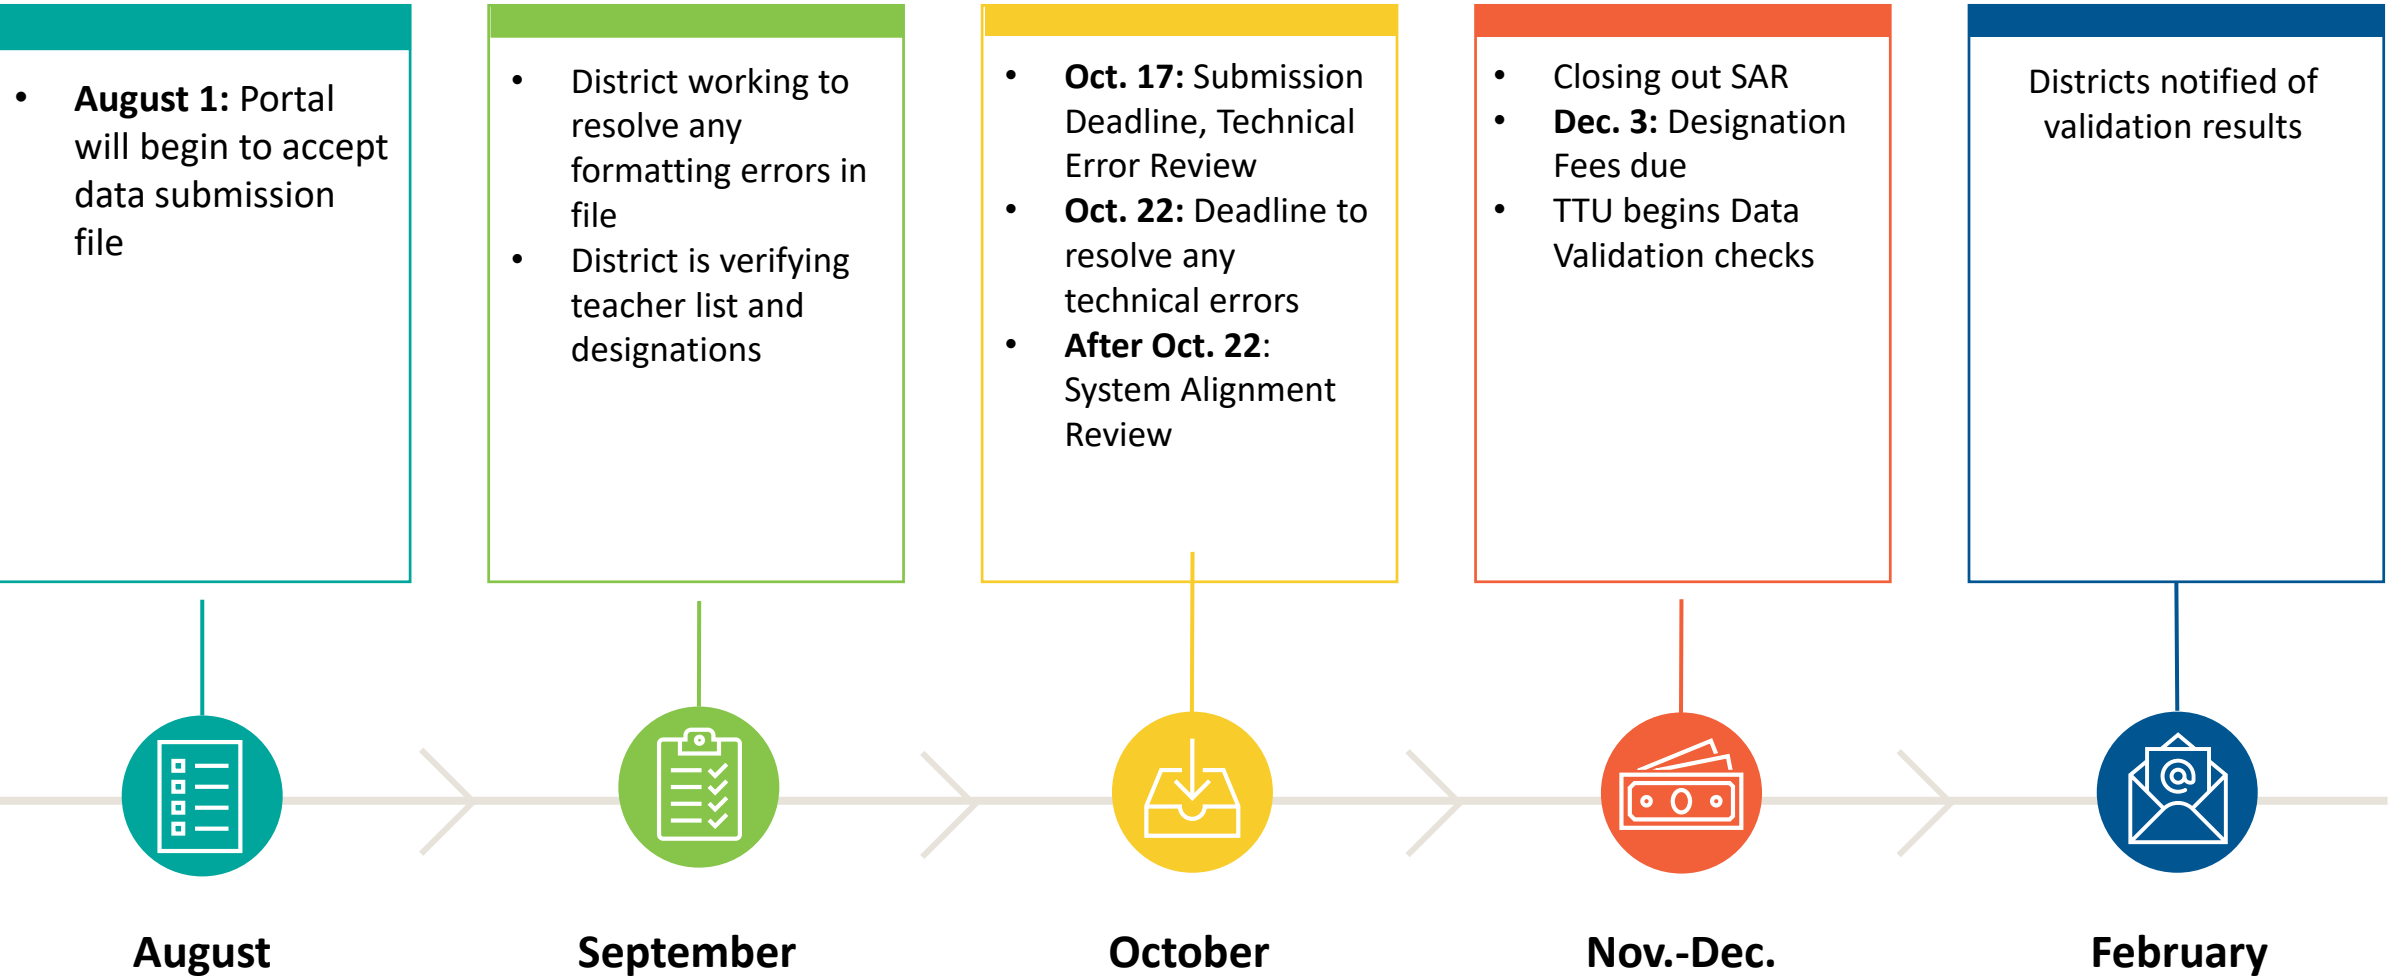 • August 1: Portal
will begin to accept
data submission
file
• District working to
resolve any
formatting errors in
file
• District is verifying
teacher list and
designations
• Oct. 17: Submission
Deadline, Technical
Error Review
• Oct. 22: Deadline to
resolve any
technical errors
• After Oct. 22:
System Alignment
Review
• Closing out SAR
• Dec. 3: Designation
Fees due
• TTU begins Data
Validation checks
Districts notified of
validation results
@
August
September
October
Nov.-Dec.
February